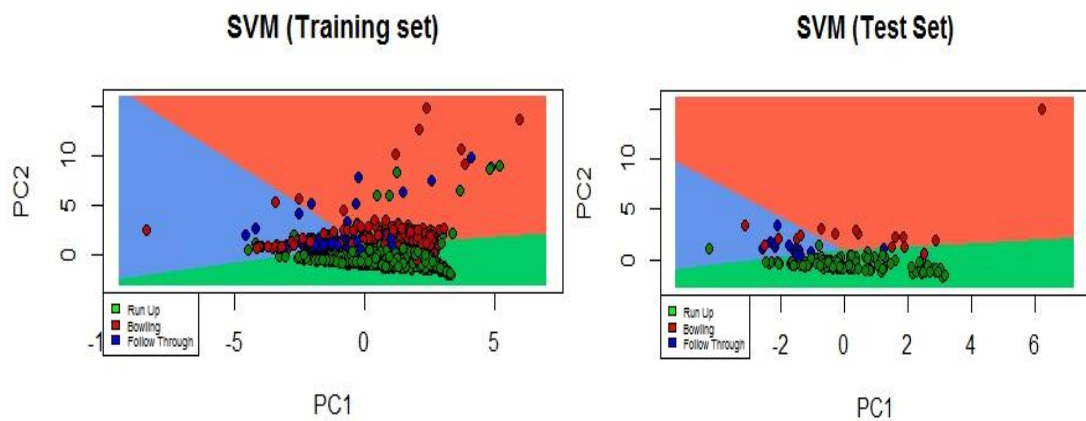 SVM (Training set)
PC2
10
5
0
Run Up
Bowling
Follow Through
-5
0
5
PC1
SVM (Test Set)
PC2
10
5
0
Run Up
Bowling
Follow Through
-2
0
2
4
6
PC1